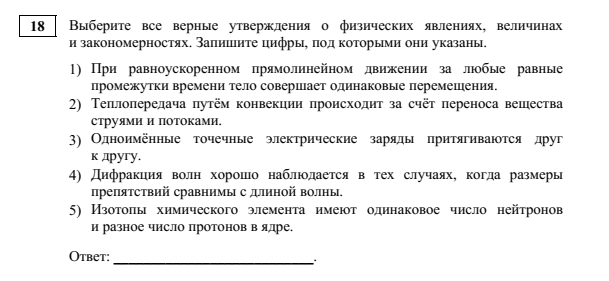 18 Выберите все верные утверждения о физических явлениях, величинах
и закономерностях. Запишите цифры, под которыми они указаны.
1) При равноускоренном прямолинейном движении за любые равные
промежутки времени тело совершает одинаковые перемещения.
2) Теплопередача путём конвекции происходит за счёт переноса вещества
струями и потоками.
3) Одноимённые точечные электрические заряды притягиваются друг
к другу.
4) Дифракция волн хорошо наблюдается в тех случаях, когда размеры
препятствий сравнимы с длиной волны.
5) Изотопы химического элемента имеют одинаковое число нейтронов
и разное число протонов в ядре.
Ответ: ___________________________.